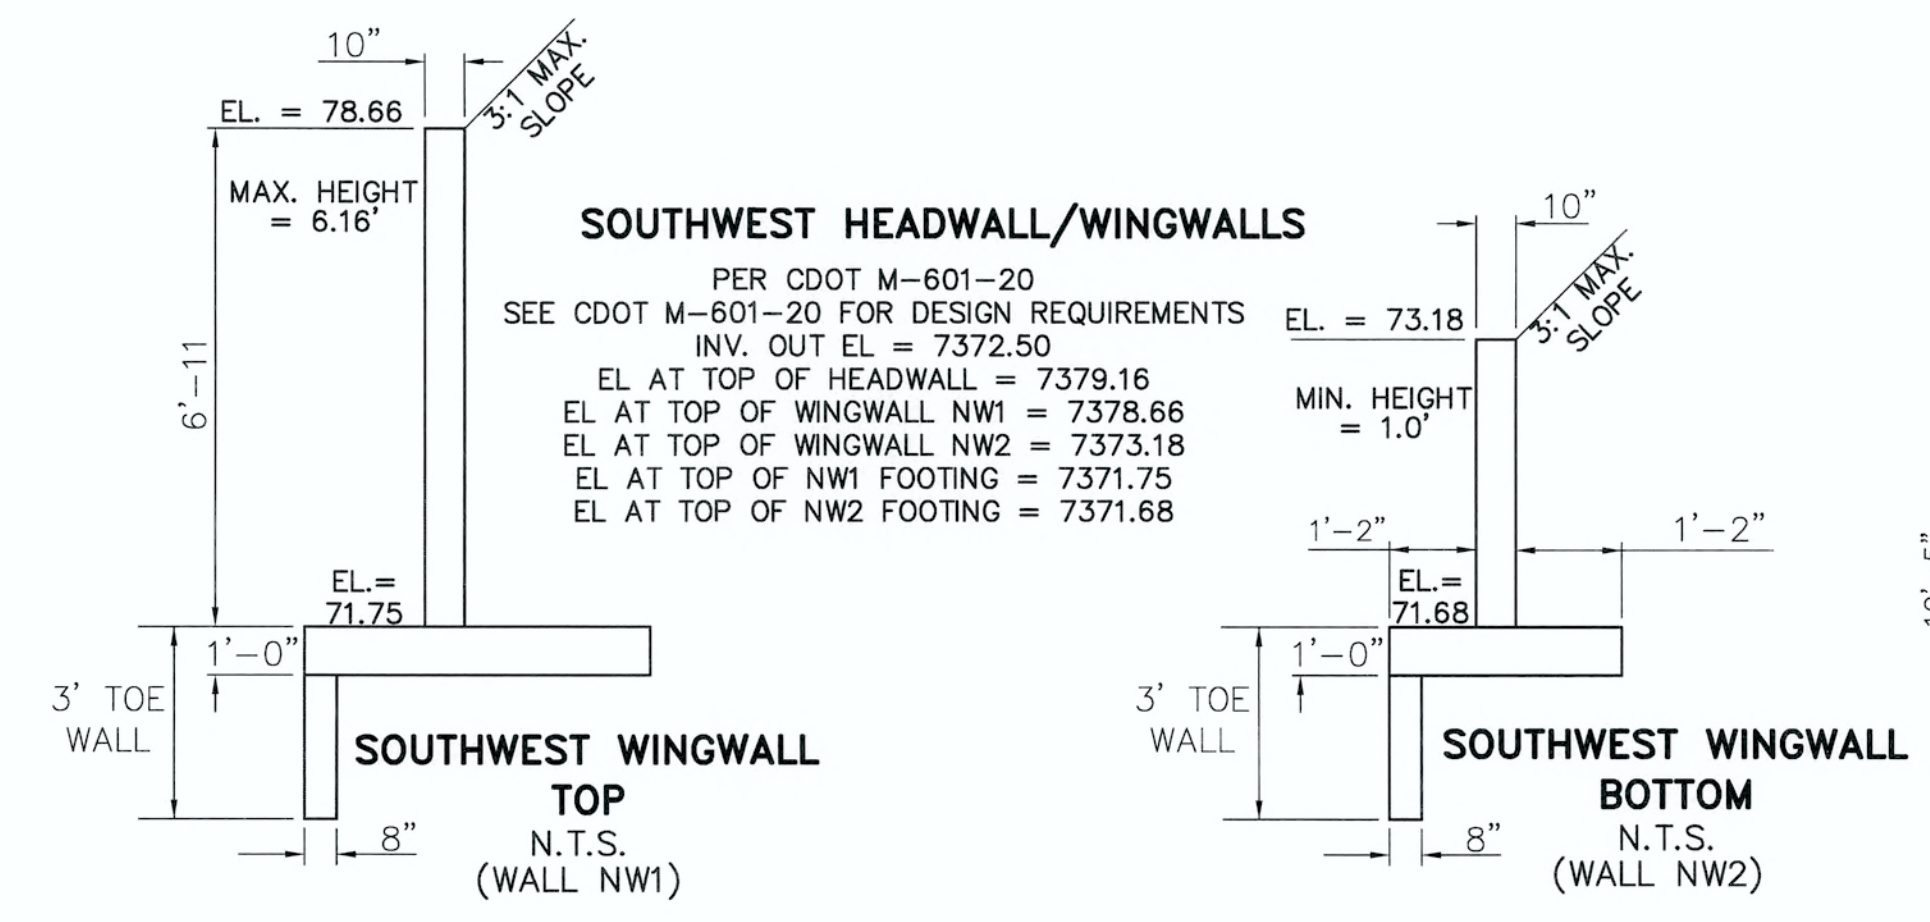 10"
3:1 MAX.
SLOPE
EL. = 78.66
MAX. HEIGHT
= 6.16'
6'-11
EL.=
71.75
1'-0"
3' TOE
WALL
8"
SOUTHWEST WINGWALL
TOP
N.T.S.
(WALL NW1)
SOUTHWEST HEADWALL/WINGWALLS
PER CDOT M-601-20
SEE CDOT M-601-20 FOR DESIGN REQUIREMENTS
INV. OUT EL = 7372.50
EL AT TOP OF HEADWALL = 7379.16
EL AT TOP OF WINGWALL NW1 = 7378.66
EL AT TOP OF WINGWALL NW2 = 7373.18
EL AT TOP OF NW1 FOOTING = 7371.75
EL AT TOP OF NW2 FOOTING = 7371.68
10"
3:1 MAX.
SLOPE
EL. = 73.18
MIN. HEIGHT
= 1.0'
1'-2"
1'-2"
EL.=
71.68
1'-0"
3' TOE
WALL
8"
SOUTHWEST WINGWALL
BOTTOM
N.T.S.
(WALL NW2)